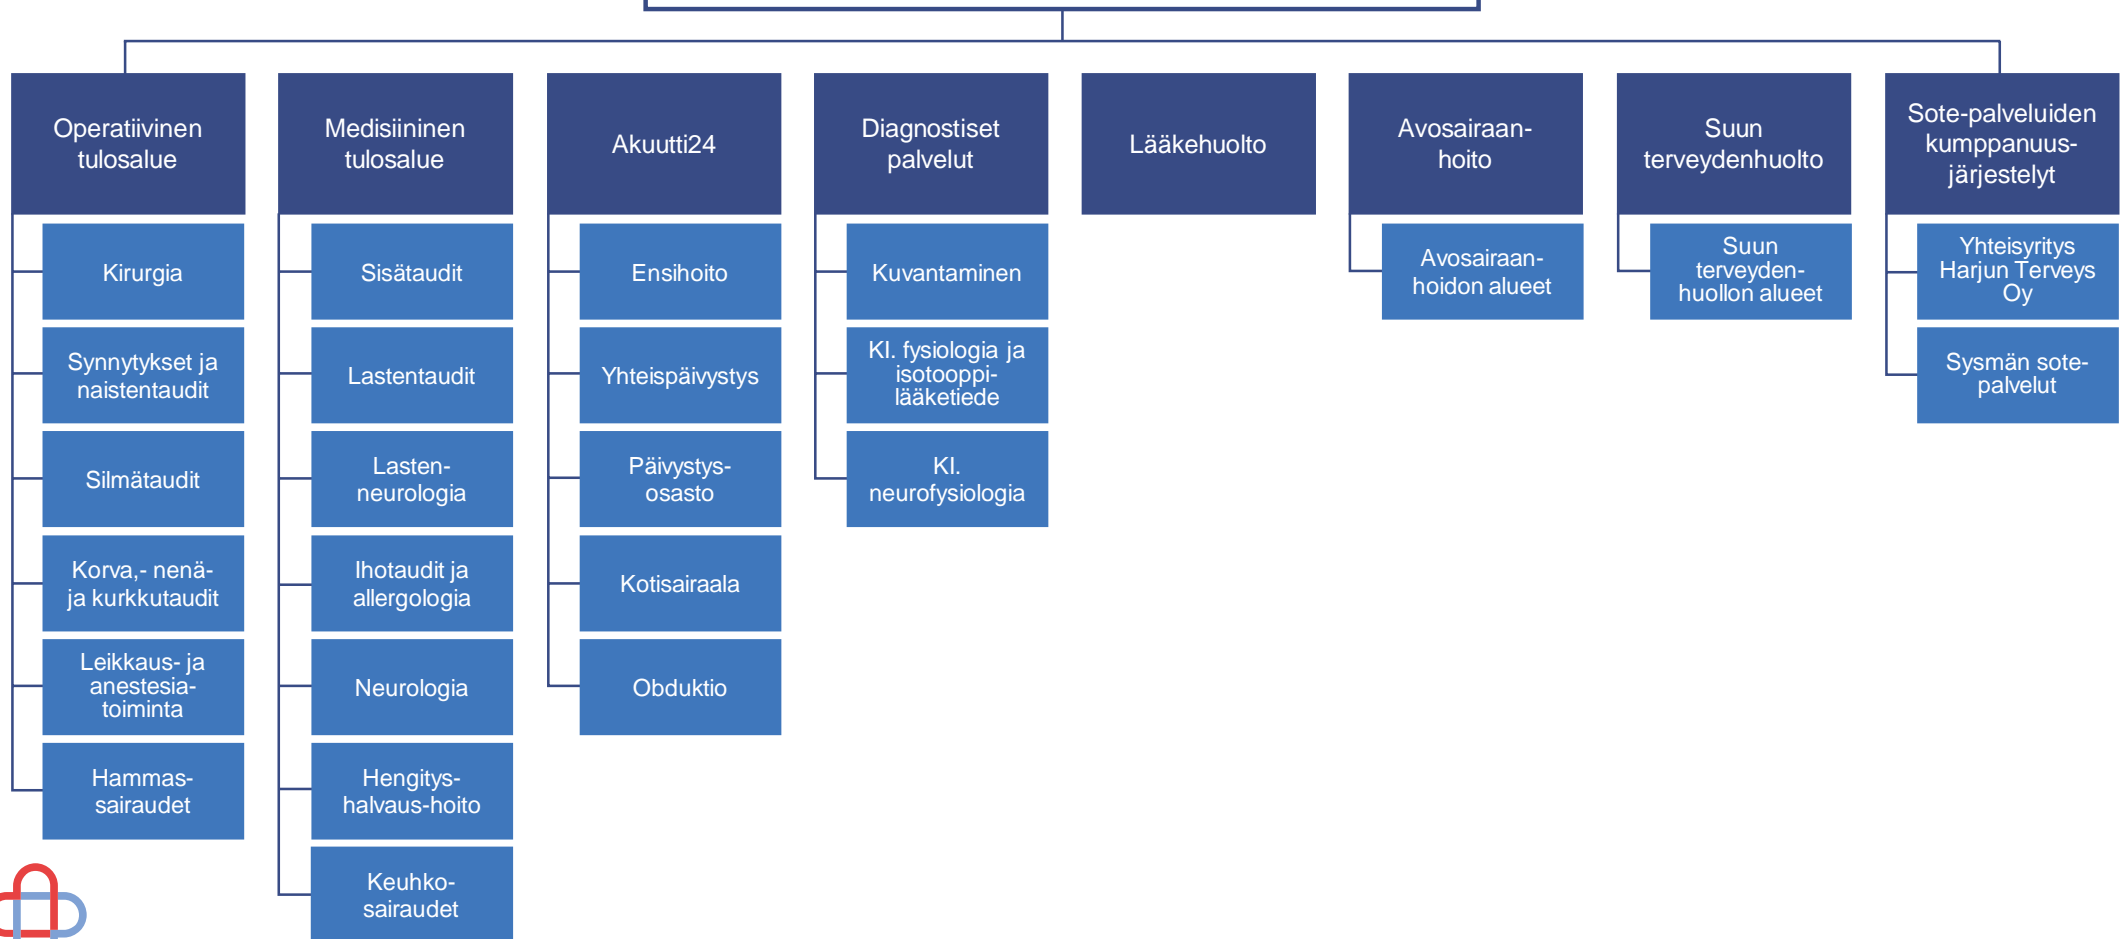 Operatiivinen
tulosalue
Kirurgia
Synnytykset ja
naistentaudit
Silmätaudit
Korva,- nenä-
ja kurkkutaudit
Leikkaus- ja
anestesia-
toiminta
Hammas-
sairaudet
Medisiininen
tulosalue
Sisätaudit
Lastentaudit
Lasten-
neurologia
Ihotaudit ja
allergologia
Neurologia
Hengitys-
halvaus-hoito
Keuhko-
sairaudet
Akuutti24
Ensihoito
Yhteispäivystys
Päivystys-
osasto
Kotisairaala
Obduktio
Diagnostiset
palvelut
Kuvantaminen
Kl. fysiologia ja
isotooppi-
lääketiede
Kl.
neurofysiologia
Lääkehuolto
Avosairaan-
hoito
Avosairaan-
hoidon alueet
Suun
terveydenhuolto
Suun
terveyden-
huollon alueet
Sote-palveluiden
kumppanuus-
järjestelyt
Yhteisyritys
Harjun Terveys
Oy
Sysmän sote-
palvelut